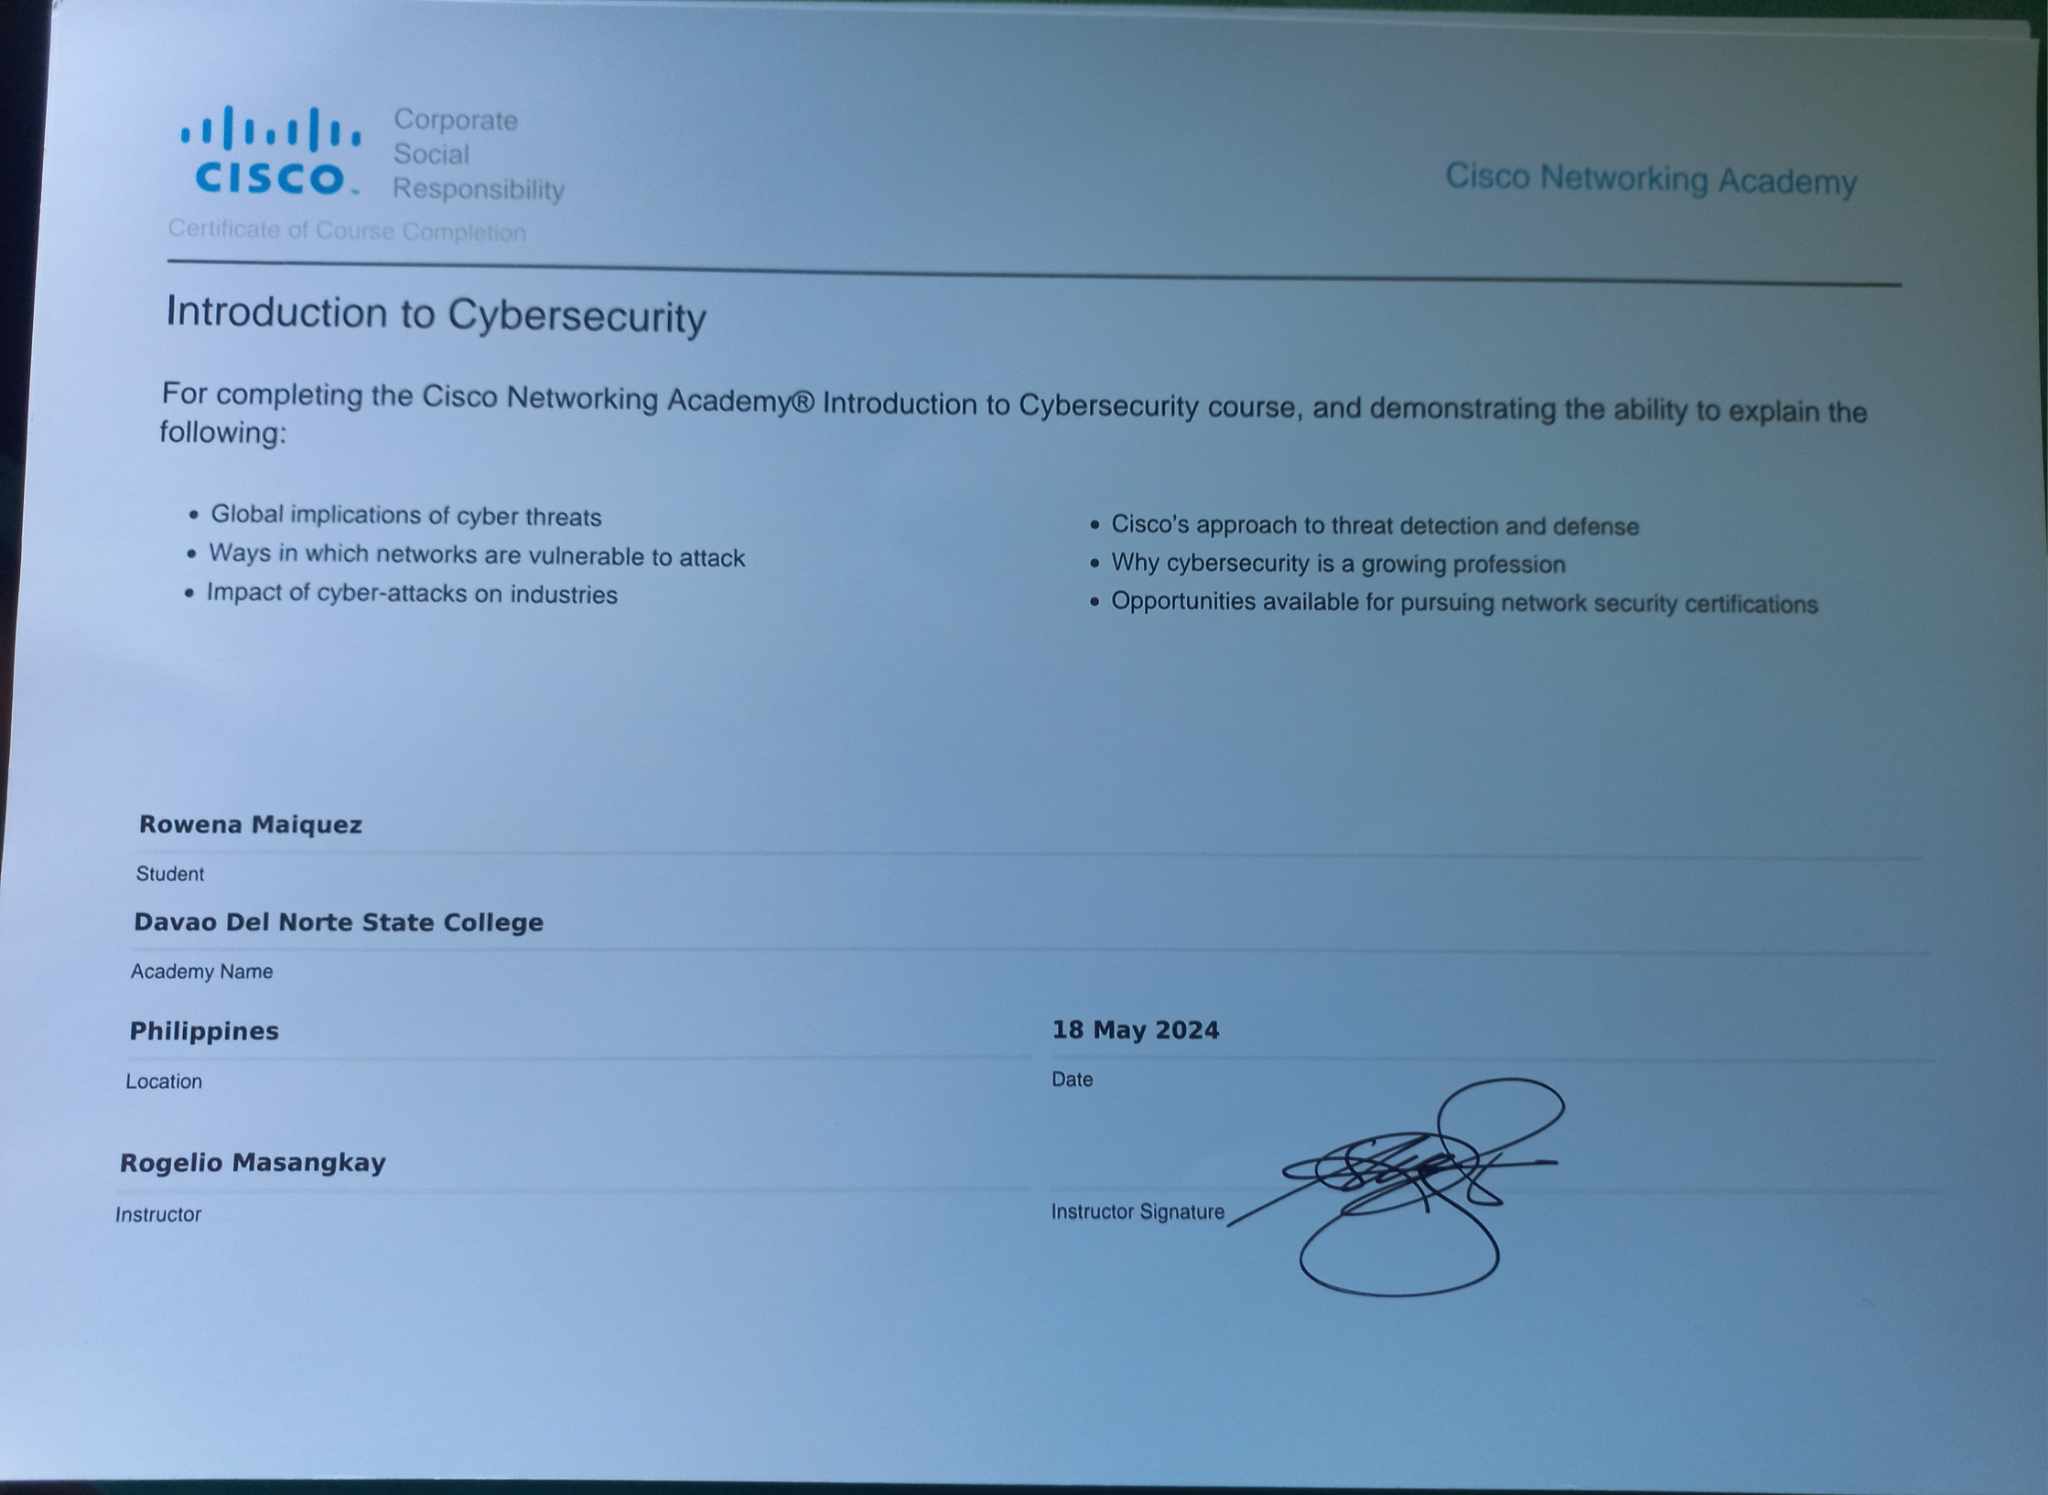 CISCO
Corporate
Social
Responsibility
Cisco Networking Academy
Certificate of Course Completion
Introduction to Cybersecurity
For completing the Cisco Networking Academy® Introduction to Cybersecurity course, and demonstrating the ability to explain the
following:
• Global implications of cyber threats
• Ways in which networks are vulnerable to attack
• Impact of cyber-attacks on industries
• Cisco's approach to threat detection and defense
• Why cybersecurity is a growing profession
• Opportunities available for pursuing network security certifications
Rowena Maiquez
Student
Davao Del Norte State College
Academy Name
Philippines
Location
18 May 2024
Date
Rogelio Masangkay
Instructor
Instructor Signature